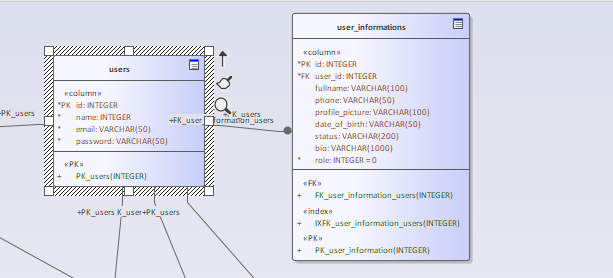 users
«column»
*PK id: INTEGER
* name: INTEGER
* email: VARCHAR(50)
* password: VARCHAR(50)
«PK»
+ PK_users(INTEGER)
+PK_users
+PK_users K_user+PK_users
+FK_user_ formation_users
K_users
user_informations
«column»
*PK id: INTEGER
*FK user_id: INTEGER
fullname: VARCHAR(100)
phone: VARCHAR(50)
profile_picture: VARCHAR(100)
date_of_birth: VARCHAR(50)
status: VARCHAR(200)
bio: VARCHAR(1000)
* role: INTEGER = 0
«FK»
+ FK_user_information_users(INTEGER)
«index»
+ IXFK_user_information_users(INTEGER)
«PK»
+ PK_user_information(INTEGER)